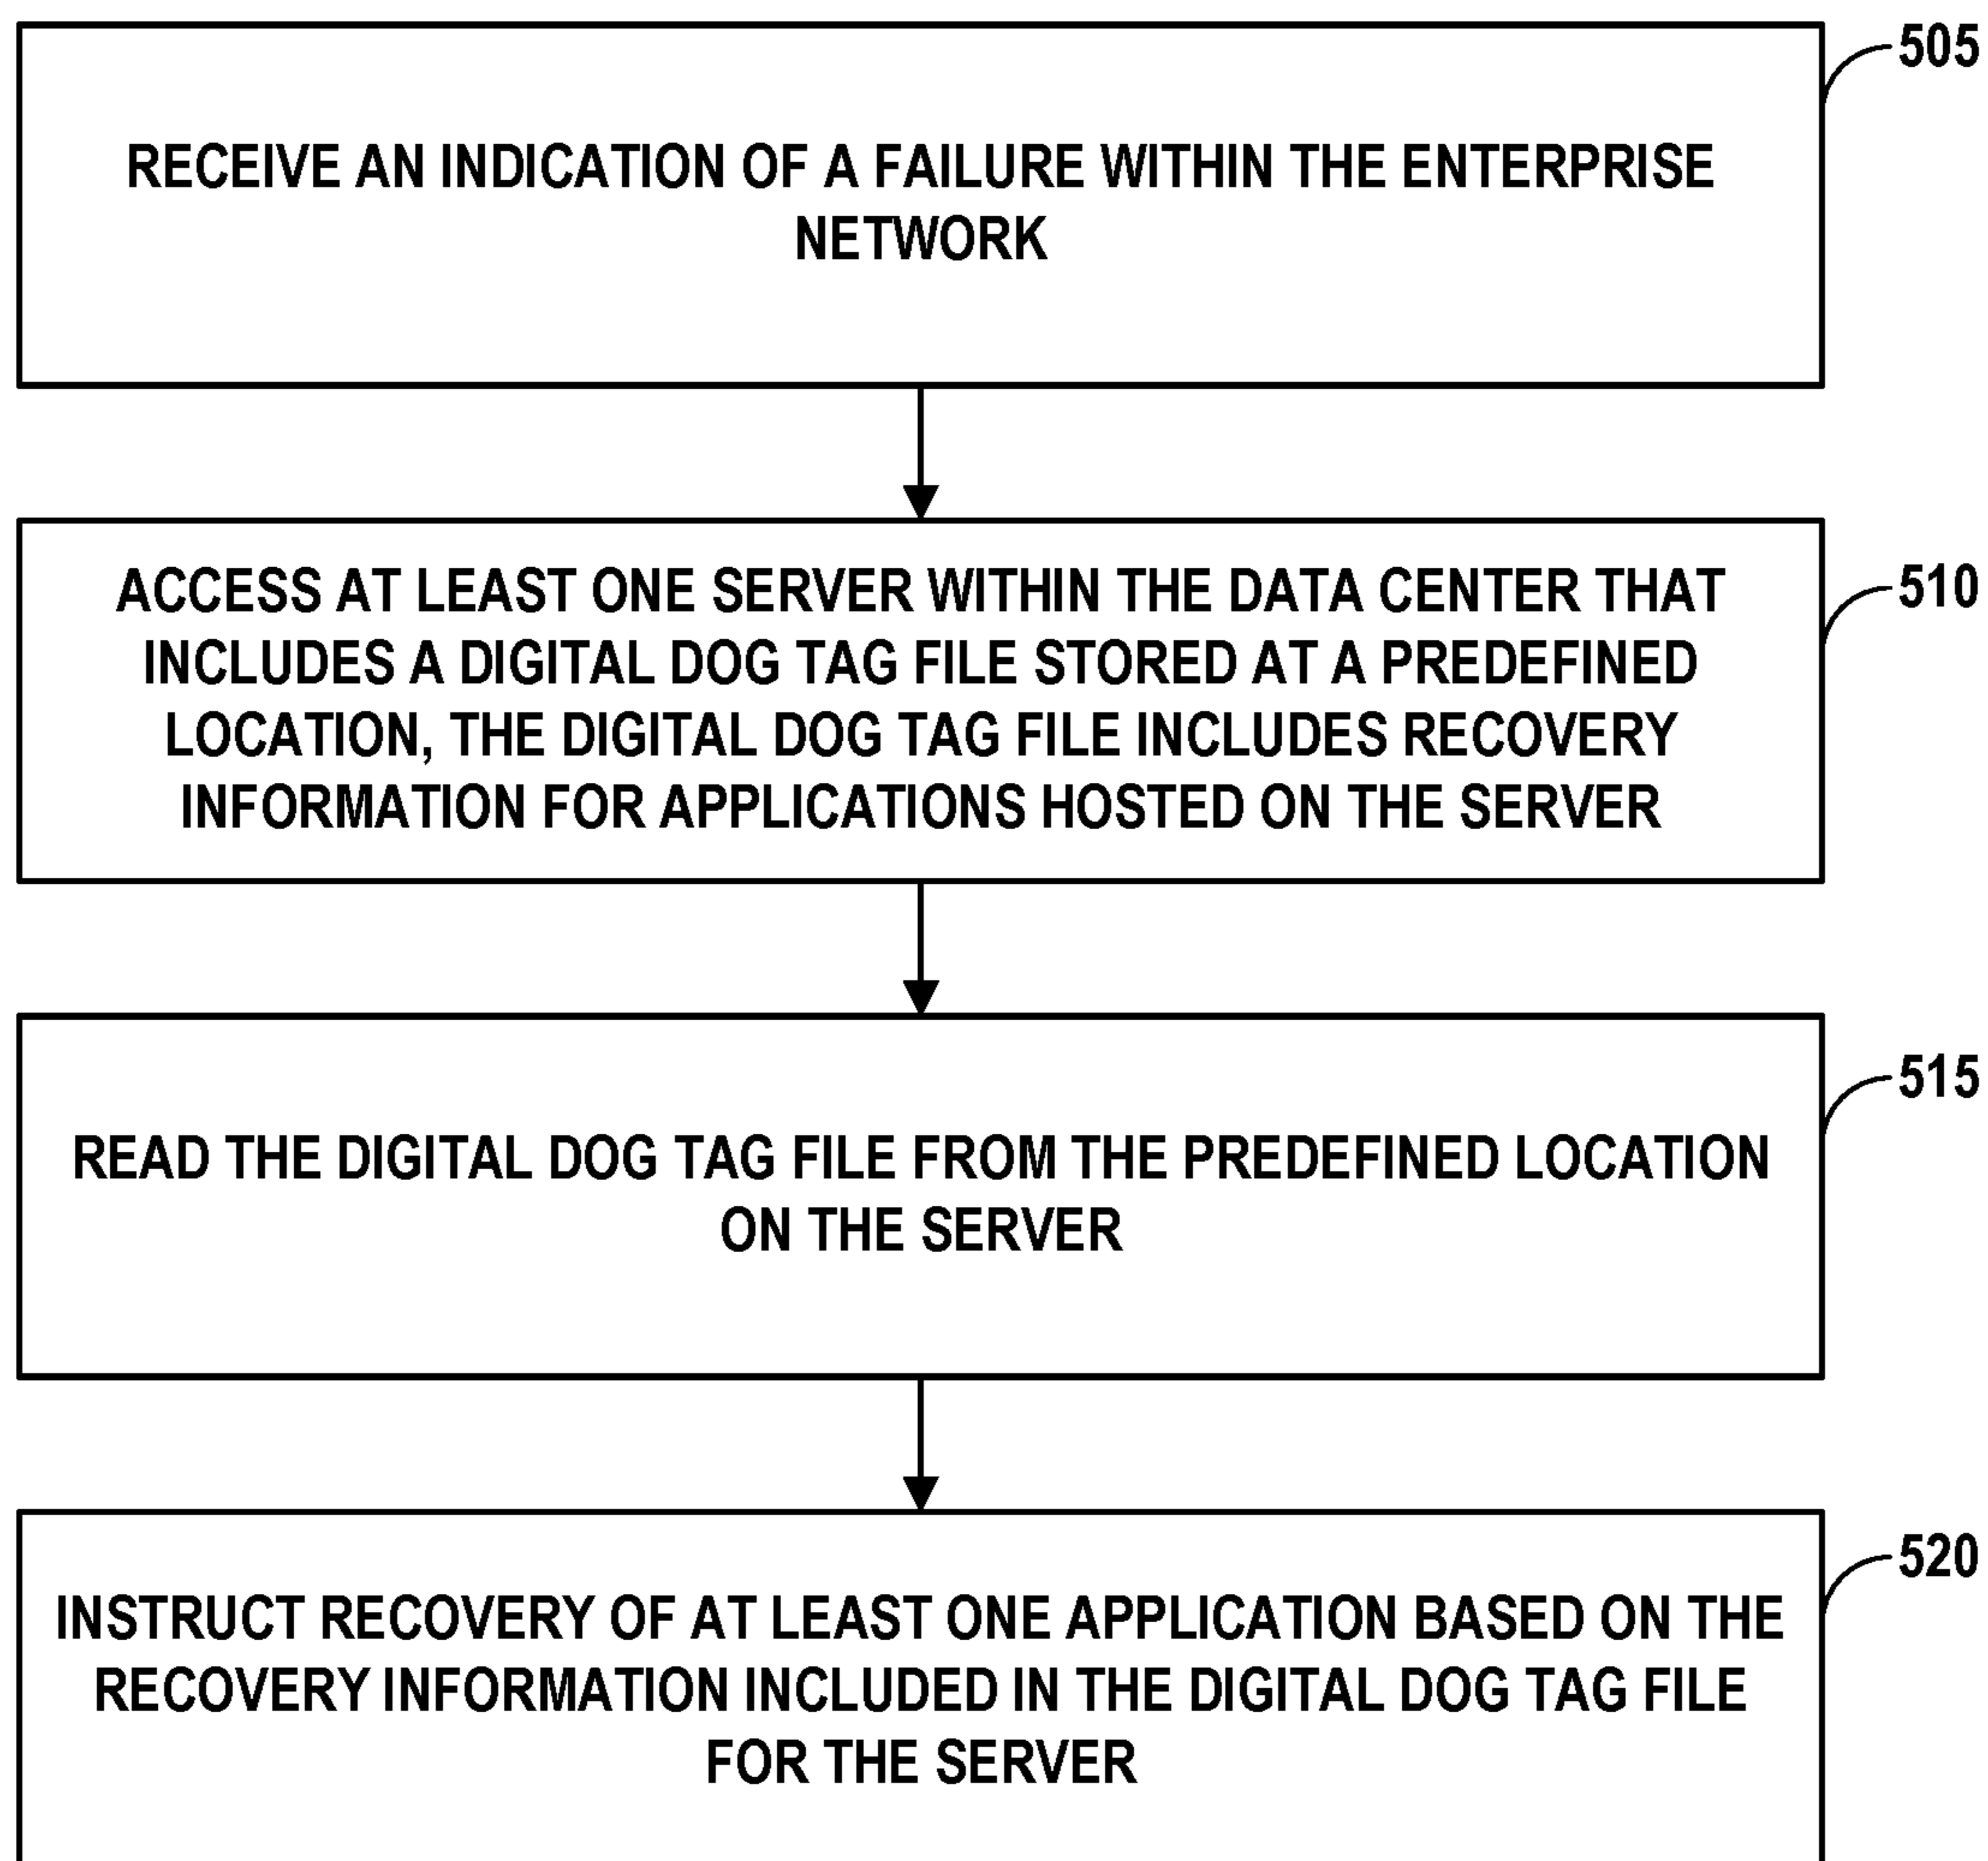 505
RECEIVE AN INDICATION OF A FAILURE WITHIN THE ENTERPRISE
NETWORK
510
ACCESS AT LEAST ONE SERVER WITHIN THE DATA CENTER THAT
INCLUDES A DIGITAL DOG TAG FILE STORED AT A PREDEFINED
LOCATION, THE DIGITAL DOG TAG FILE INCLUDES RECOVERY
INFORMATION FOR APPLICATIONS HOSTED ON THE SERVER
515
READ THE DIGITAL DOG TAG FILE FROM THE PREDEFINED LOCATION
ON THE SERVER
520
INSTRUCT RECOVERY OF AT LEAST ONE APPLICATION BASED ON THE
RECOVERY INFORMATION INCLUDED IN THE DIGITAL DOG TAG FILE
FOR THE SERVER